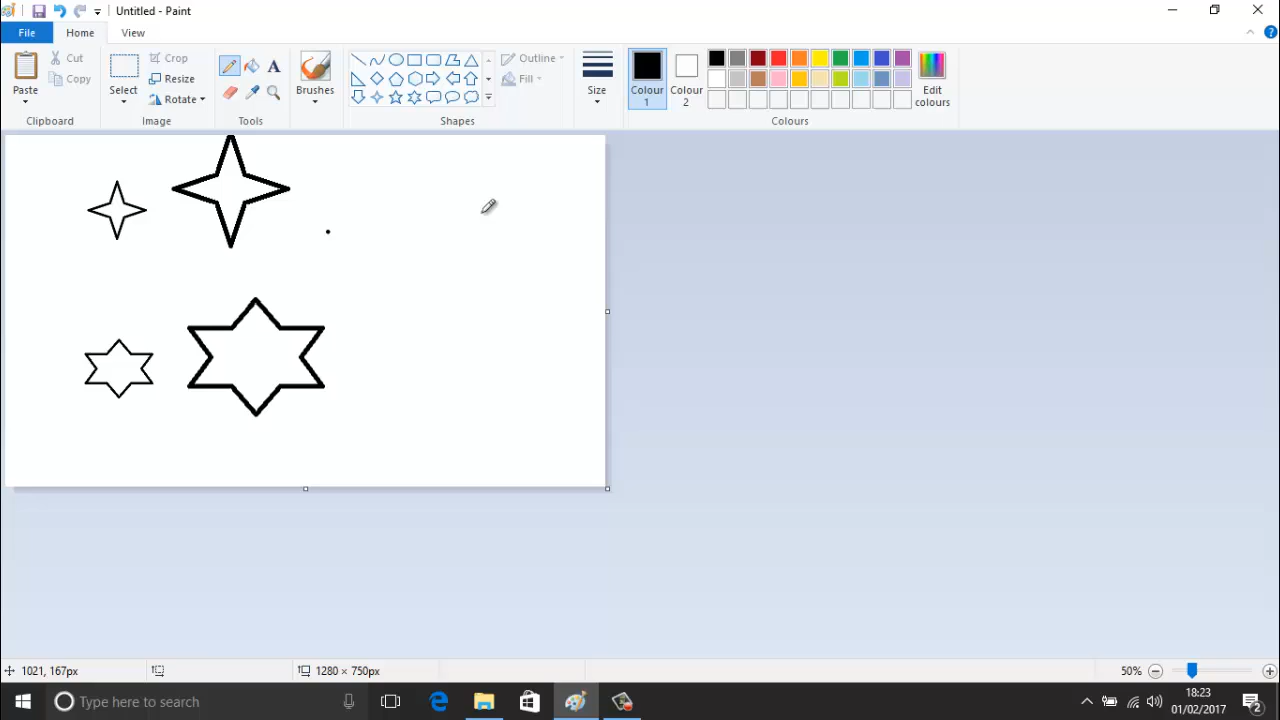 Untitled - Paint
File
Home
View
Paste
Cut
Copy
Clipboard
Select
Crop
Resize
Rotate
Image
A
Tools
Brushes
Outline
Fill
Shapes
Size
Colour
1
Colour
2
Edit
colours
Colours
1021, 167px
1280 × 750px
50%
Type here to search
18:23
01/02/2017
2